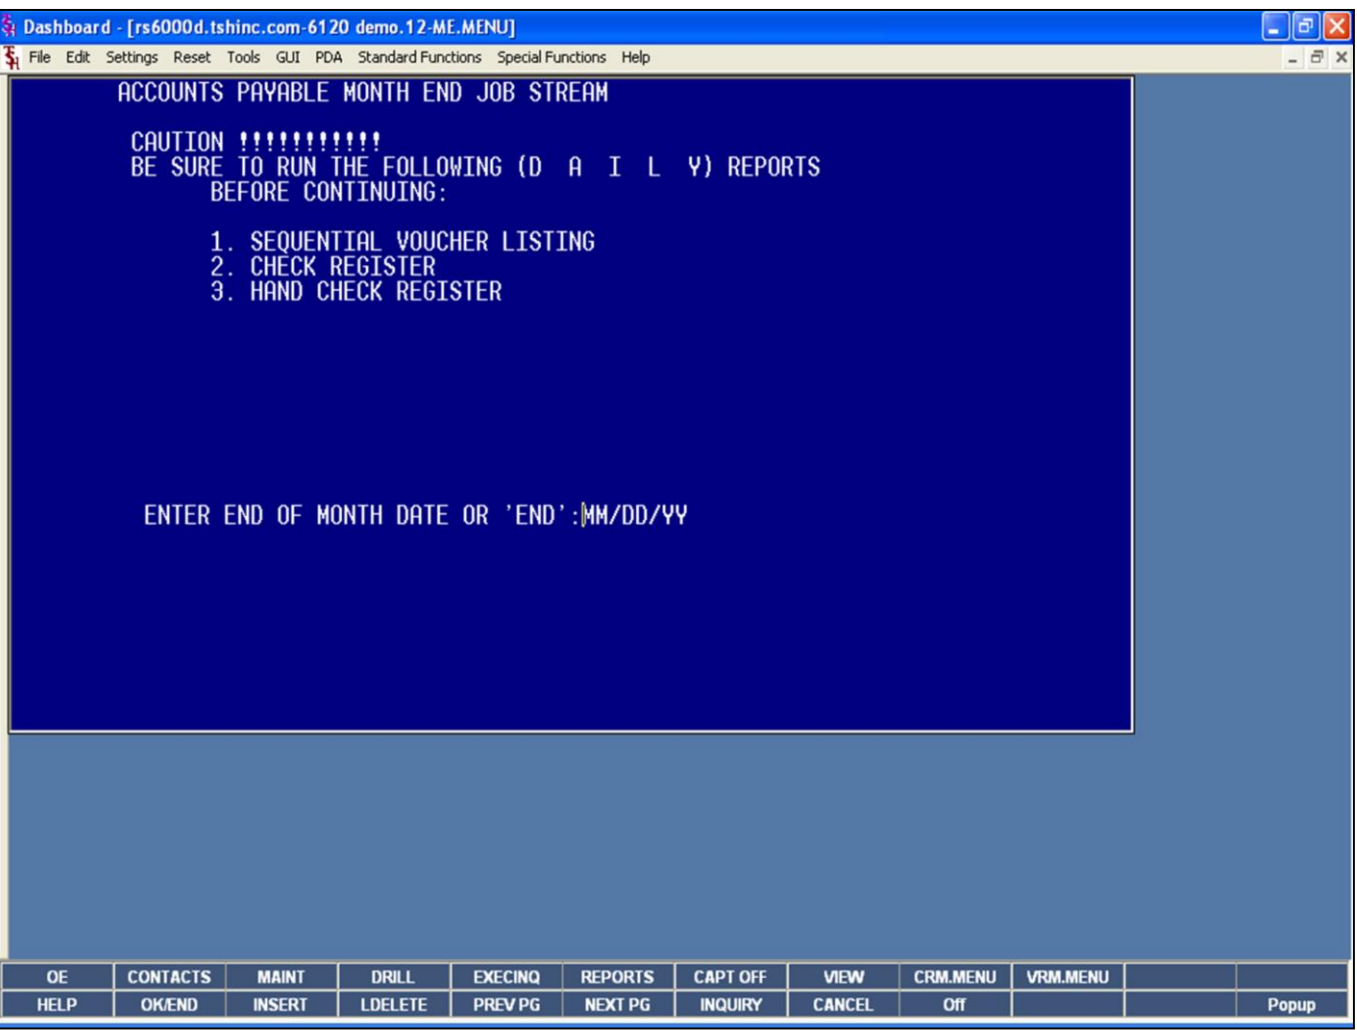 Dashboard - [rs6000d.tshinc.com-6120 demo.12-ME.MENU]
File Edit Settings Reset Tools GUI PDA Standard Functions Special Functions Help
ACCOUNTS PAYABLE MONTH END JOB STREAM
CAUTION !!!!!!!!!!!
BE SURE TO RUN THE FOLLOWING (D A I L Y) REPORTS
BEFORE CONTINUING:
1. SEQUENTIAL VOUCHER LISTING
2. CHECK REGISTER
3. HAND CHECK REGISTER
ENTER END OF MONTH DATE OR 'END':MM/DD/YY
OE CONTACTS MAINT DRILL EXECINQ REPORTS CAPT OFF VIEW CRM.MENU VRM.MENU
HELP OK/END INSERT LDELETE PREV PG NEXT PG INQUIRY CANCEL Off Popup